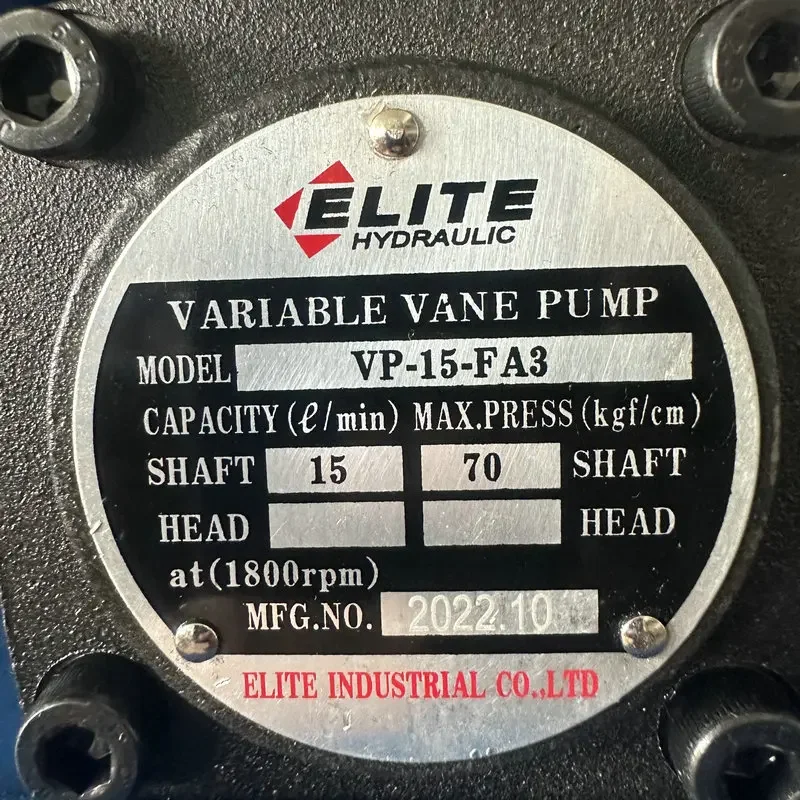 ELITE
HYDRAULIC
VARIABLE VANE PUMP
MODEL VP-15-FA3
CAPACITY(ℓ/min) MAX.PRESS(kgf/cm)
SHAFT 15 70 SHAFT
HEAD HEAD
at(1800rpm)
MFG.NO. 2022.10
ELITE INDUSTRIAL CO.,LTD